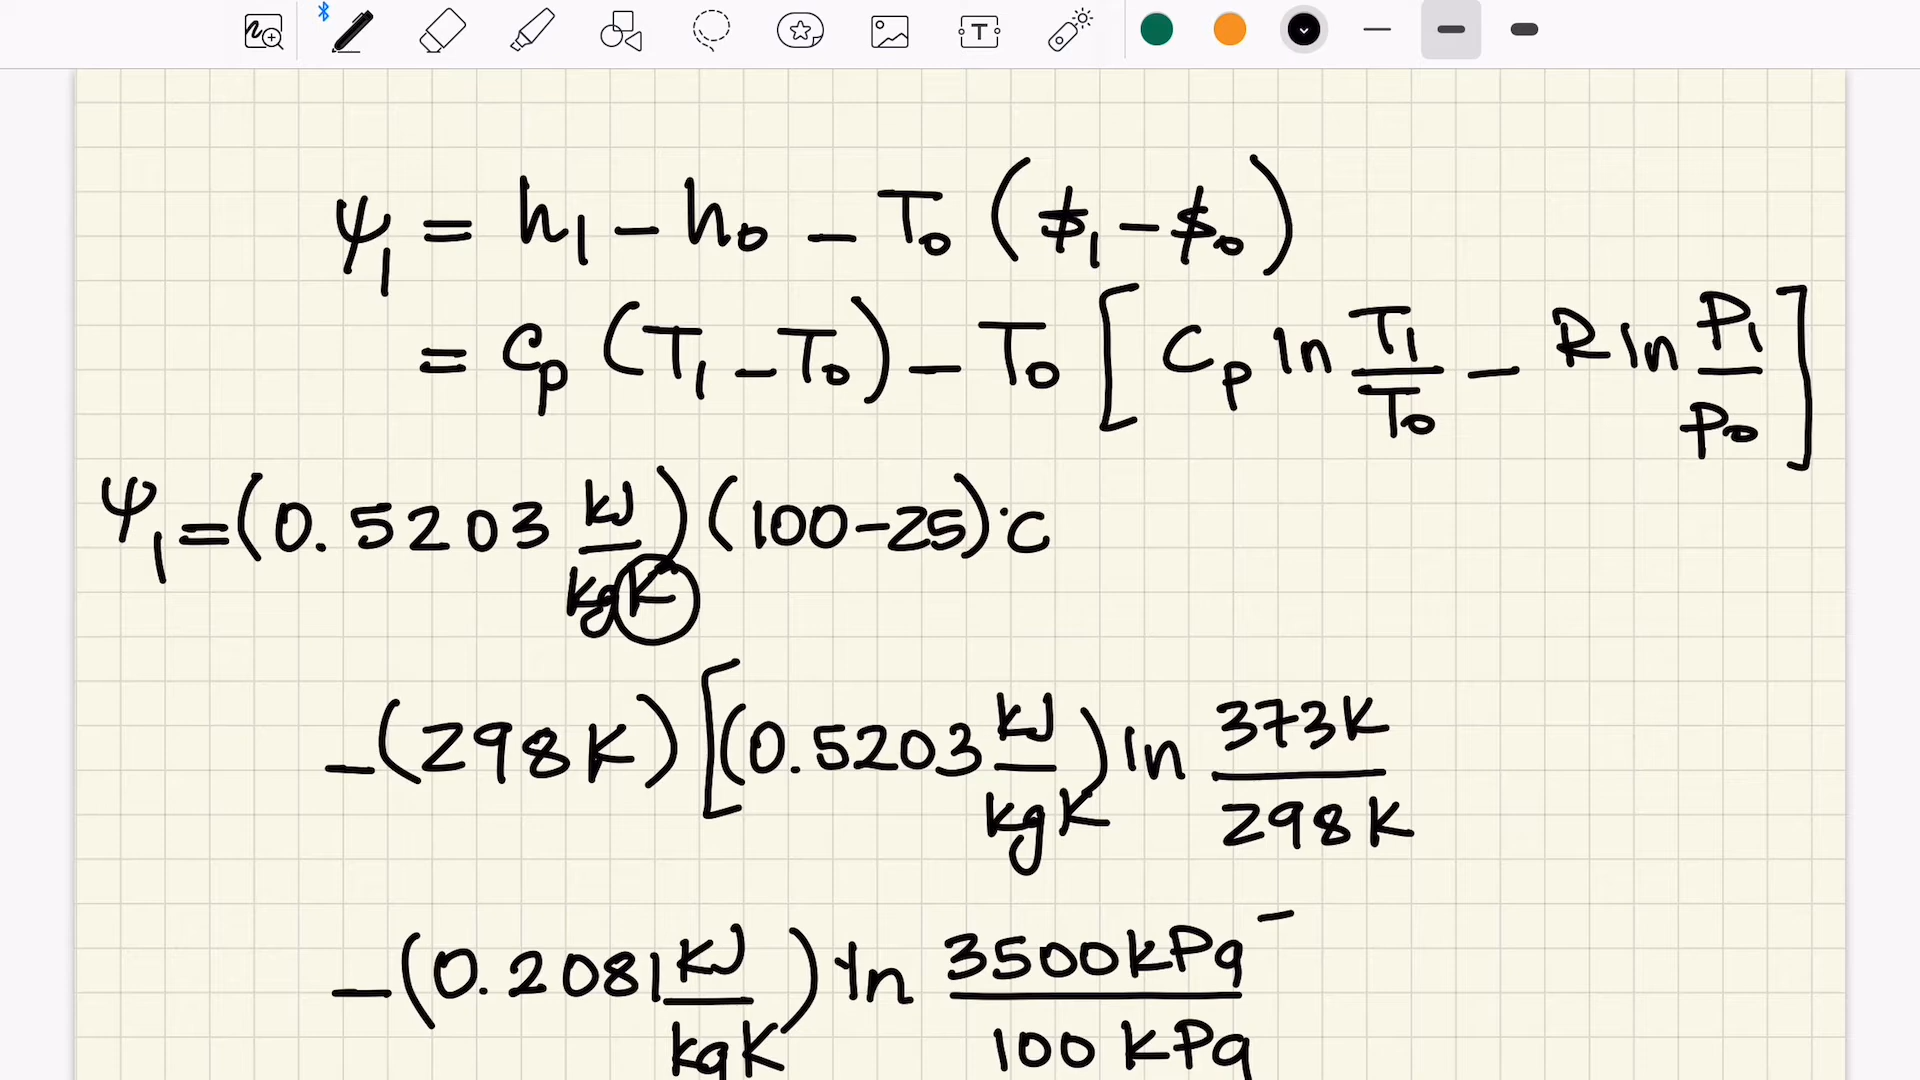 ψ₁ = h₁ - h₀ - T₀ ($₁ - $₀)
= Cp (T₁ - T₀) - T₀ [Cp ln T₁/T₀ - R ln P₁/P₀]
ψ₁ = (0.5203 kJ/kgK) (100-25)°C
-(298K) [(0.5203 kJ/kgK) ln 373K/298K
-(0.2081 kJ/kgK) ln 3500kPa/100 kPa